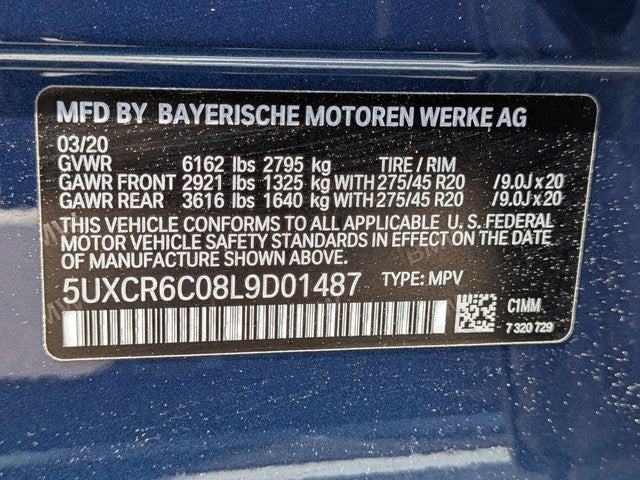 MFD BY BAYERISCHE MOTOREN WERKE AG
03/20
GVWR 6162 lbs 2795 kg TIRE / RIM
GAWR FRONT 2921 lbs 1325 kg WITH 275/45 R20 /9.0J x 20
GAWR REAR 3616 lbs 1640 kg WITH 275/45 R20 /9.0J x 20
THIS VEHICLE CONFORMS TO ALL APPLICABLE U. S. FEDERAL
MOTOR VEHICLE SAFETY STANDARDS IN EFFECT ON THE DATE
OF MANUFACTURE SHOWN ABOVE.
5UXCR6C08L9D01487 TYPE: MPV
C1MM
7 320 729